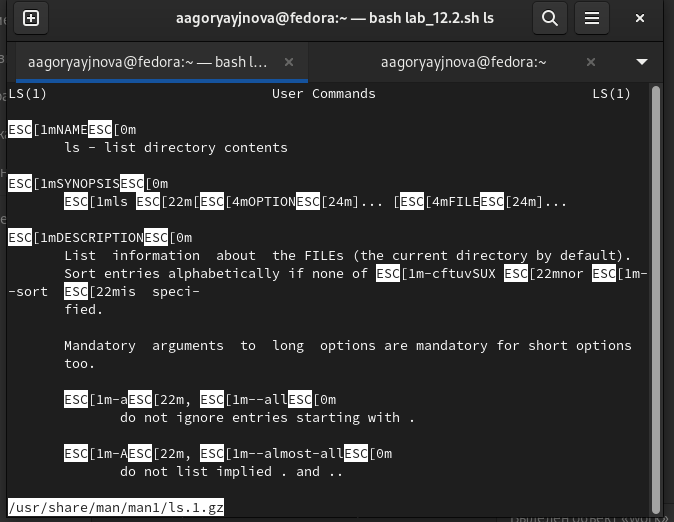 aagoryayjnova@fedora:~ — bash lab_12.2.sh ls
aagoryayjnova@fedora:~ — bash l...
aagoryayjnova@fedora:~
LS(1) User Commands LS(1)
ESC[1mNAMEESC[0m
ls - list directory contents
ESC[1mSYNOPSISESC[0m
ESC[1mls ESC[22m[ESC[4mOPTIONESC[24m]... [ESC[4mFILEESC[24m]...
ESC[1mDESCRIPTIONESC[0m
List information about the FILEs (the current directory by default).
Sort entries alphabetically if none of ESC[1m-cftuvSUX ESC[22mnor ESC[1m-
-sort ESC[22mis speci-
fied.
Mandatory arguments to long options are mandatory for short options
too.
ESC[1m-aESC[22m, ESC[1m--allESC[0m
do not ignore entries starting with .
ESC[1m-AESC[22m, ESC[1m--almost-allESC[0m
do not list implied . and ..
/usr/share/man/man1/ls.1.gz